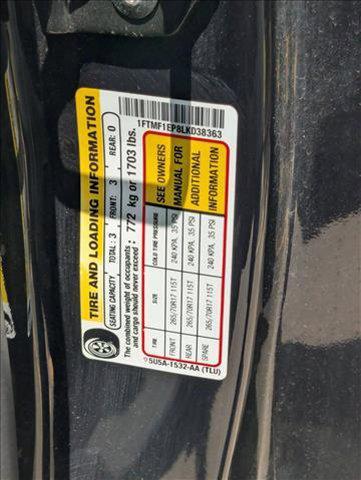 TIRE AND LOADING INFORMATION
SEATING CAPACITY TOTAL: 3 FRONT: 3 REAR: 0
The combined weight of occupants
and cargo should never exceed: 772 kg or 1703 lbs.
TIRE SIZE COLD TIRE PRESSURE SEE OWNERS
FRONT 265/70R17 115T 240 KPA, 35 PSI MANUAL FOR
REAR 265/70R17 115T 240 KPA, 35 PSI ADDITIONAL
SPARE 265/70R17 115T 240 KPA, 35 PSI INFORMATION
5U5A-1532-AA (TLU)
1FTMF1EP8LKD38363